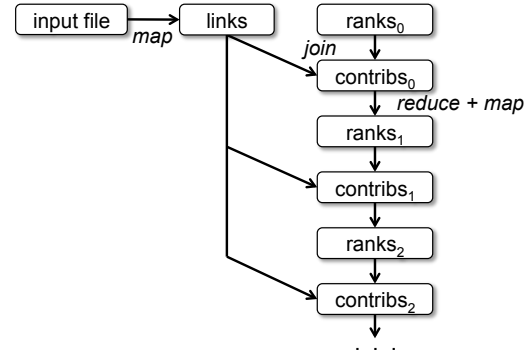 input file
map
links
join
ranks₀
contribs₀
reduce + map
ranks₁
contribs₁
ranks₂
contribs₂
. . .